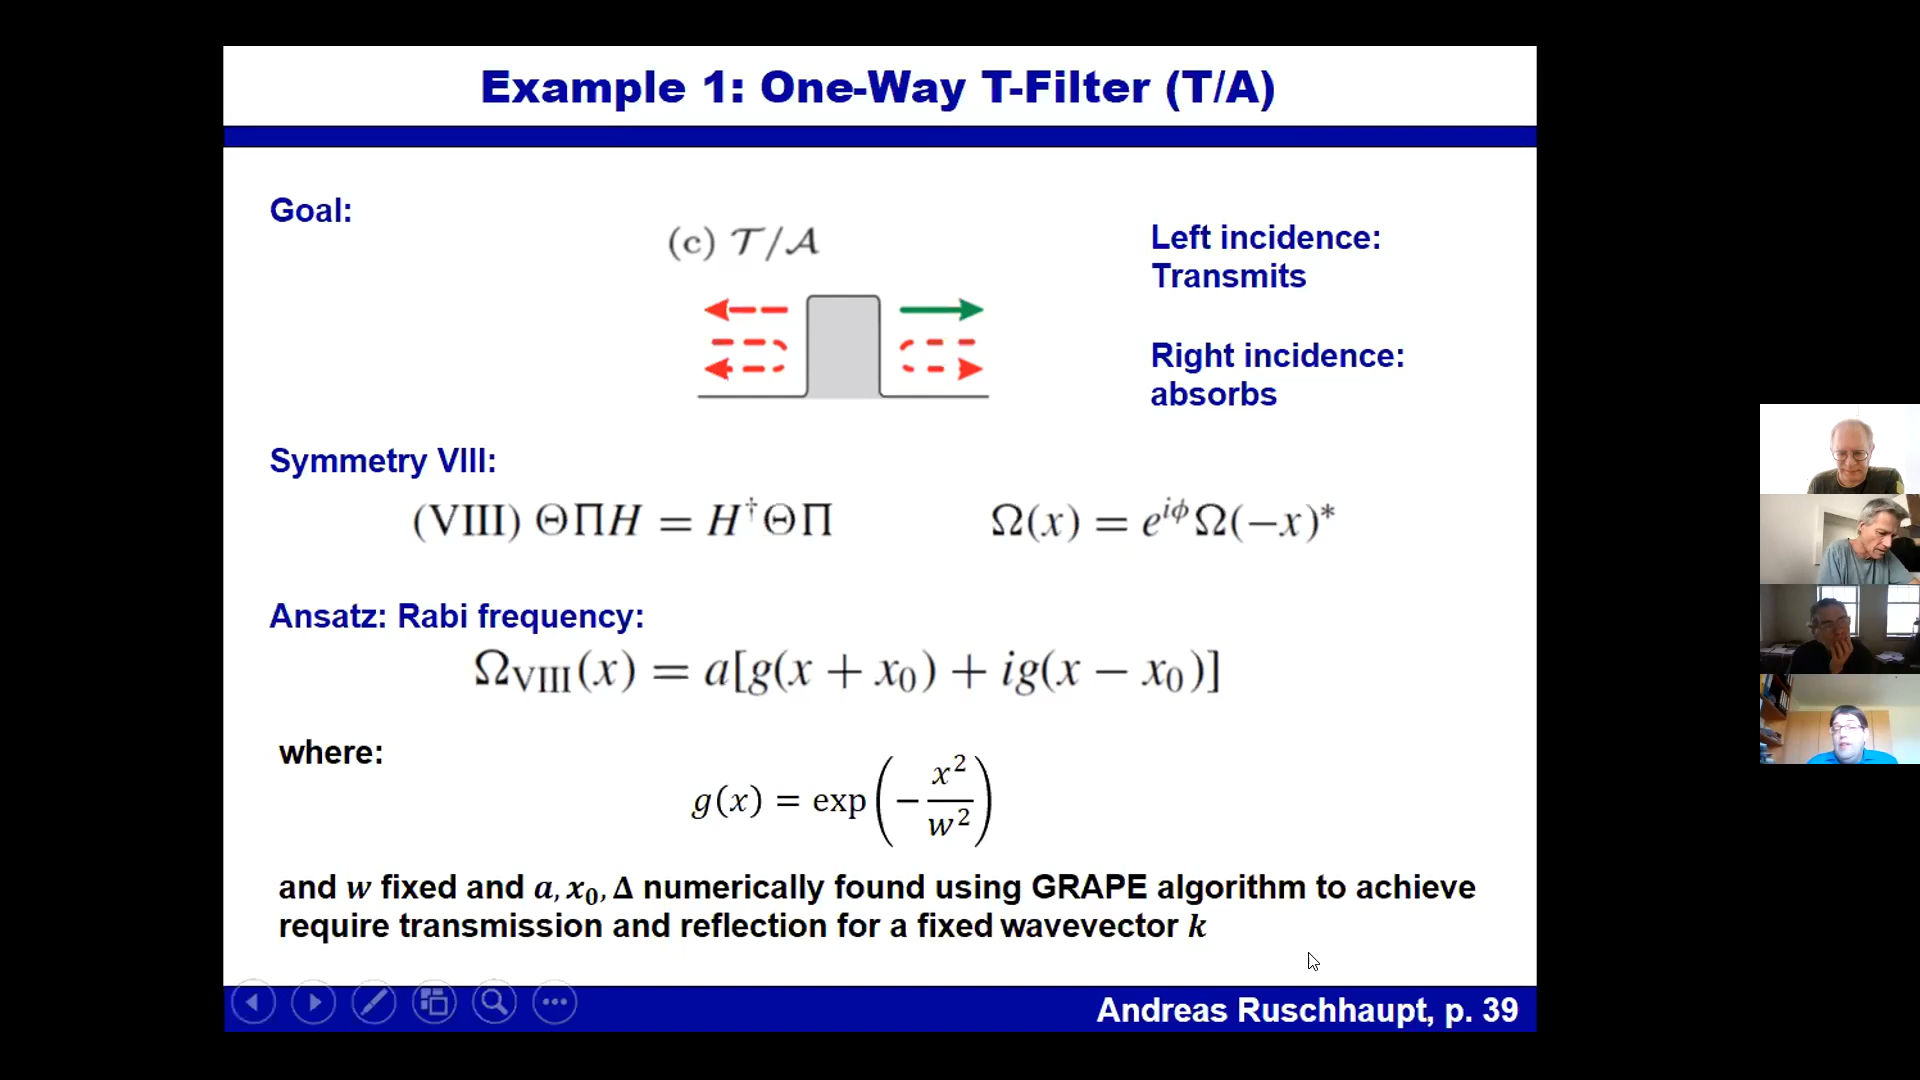 Example 1: One-Way T-Filter (T/A)
Goal:
(c) 𝒯/𝒜
Left incidence:
Transmits
Right incidence:
absorbs
Symmetry VIII:
(VIII) ΘΠH = H†ΘΠ
Ω(x) = e^{iϕ}Ω(−x)*
Ansatz: Rabi frequency:
Ω_{VIII}(x) = a[g(x + x₀) + ig(x − x₀)]
where:
g(x) = exp(−x²/w²)
and w fixed and a, x₀, Δ numerically found using GRAPE algorithm to achieve
require transmission and reflection for a fixed wavevector k
Andreas Ruschhaupt, p. 39